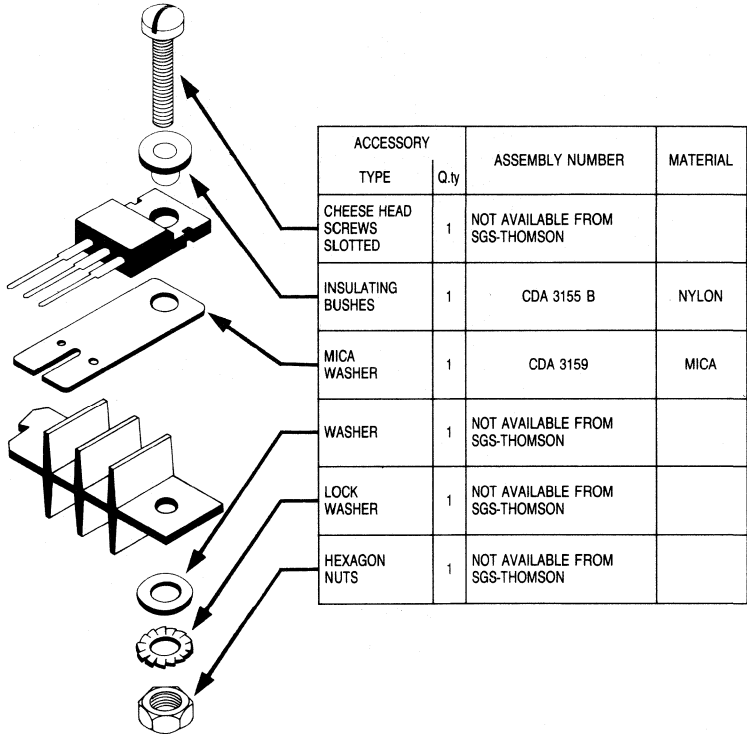 ACCESSORY
TYPE
Q.ty
ASSEMBLY NUMBER
MATERIAL
CHEESE HEAD
SCREWS
SLOTTED
1
NOT AVAILABLE FROM
SGS-THOMSON
INSULATING
BUSHES
1
CDA 3155 B
NYLON
MICA
WASHER
1
CDA 3159
MICA
WASHER
1
NOT AVAILABLE FROM
SGS-THOMSON
LOCK
WASHER
1
NOT AVAILABLE FROM
SGS-THOMSON
HEXAGON
NUTS
1
NOT AVAILABLE FROM
SGS-THOMSON